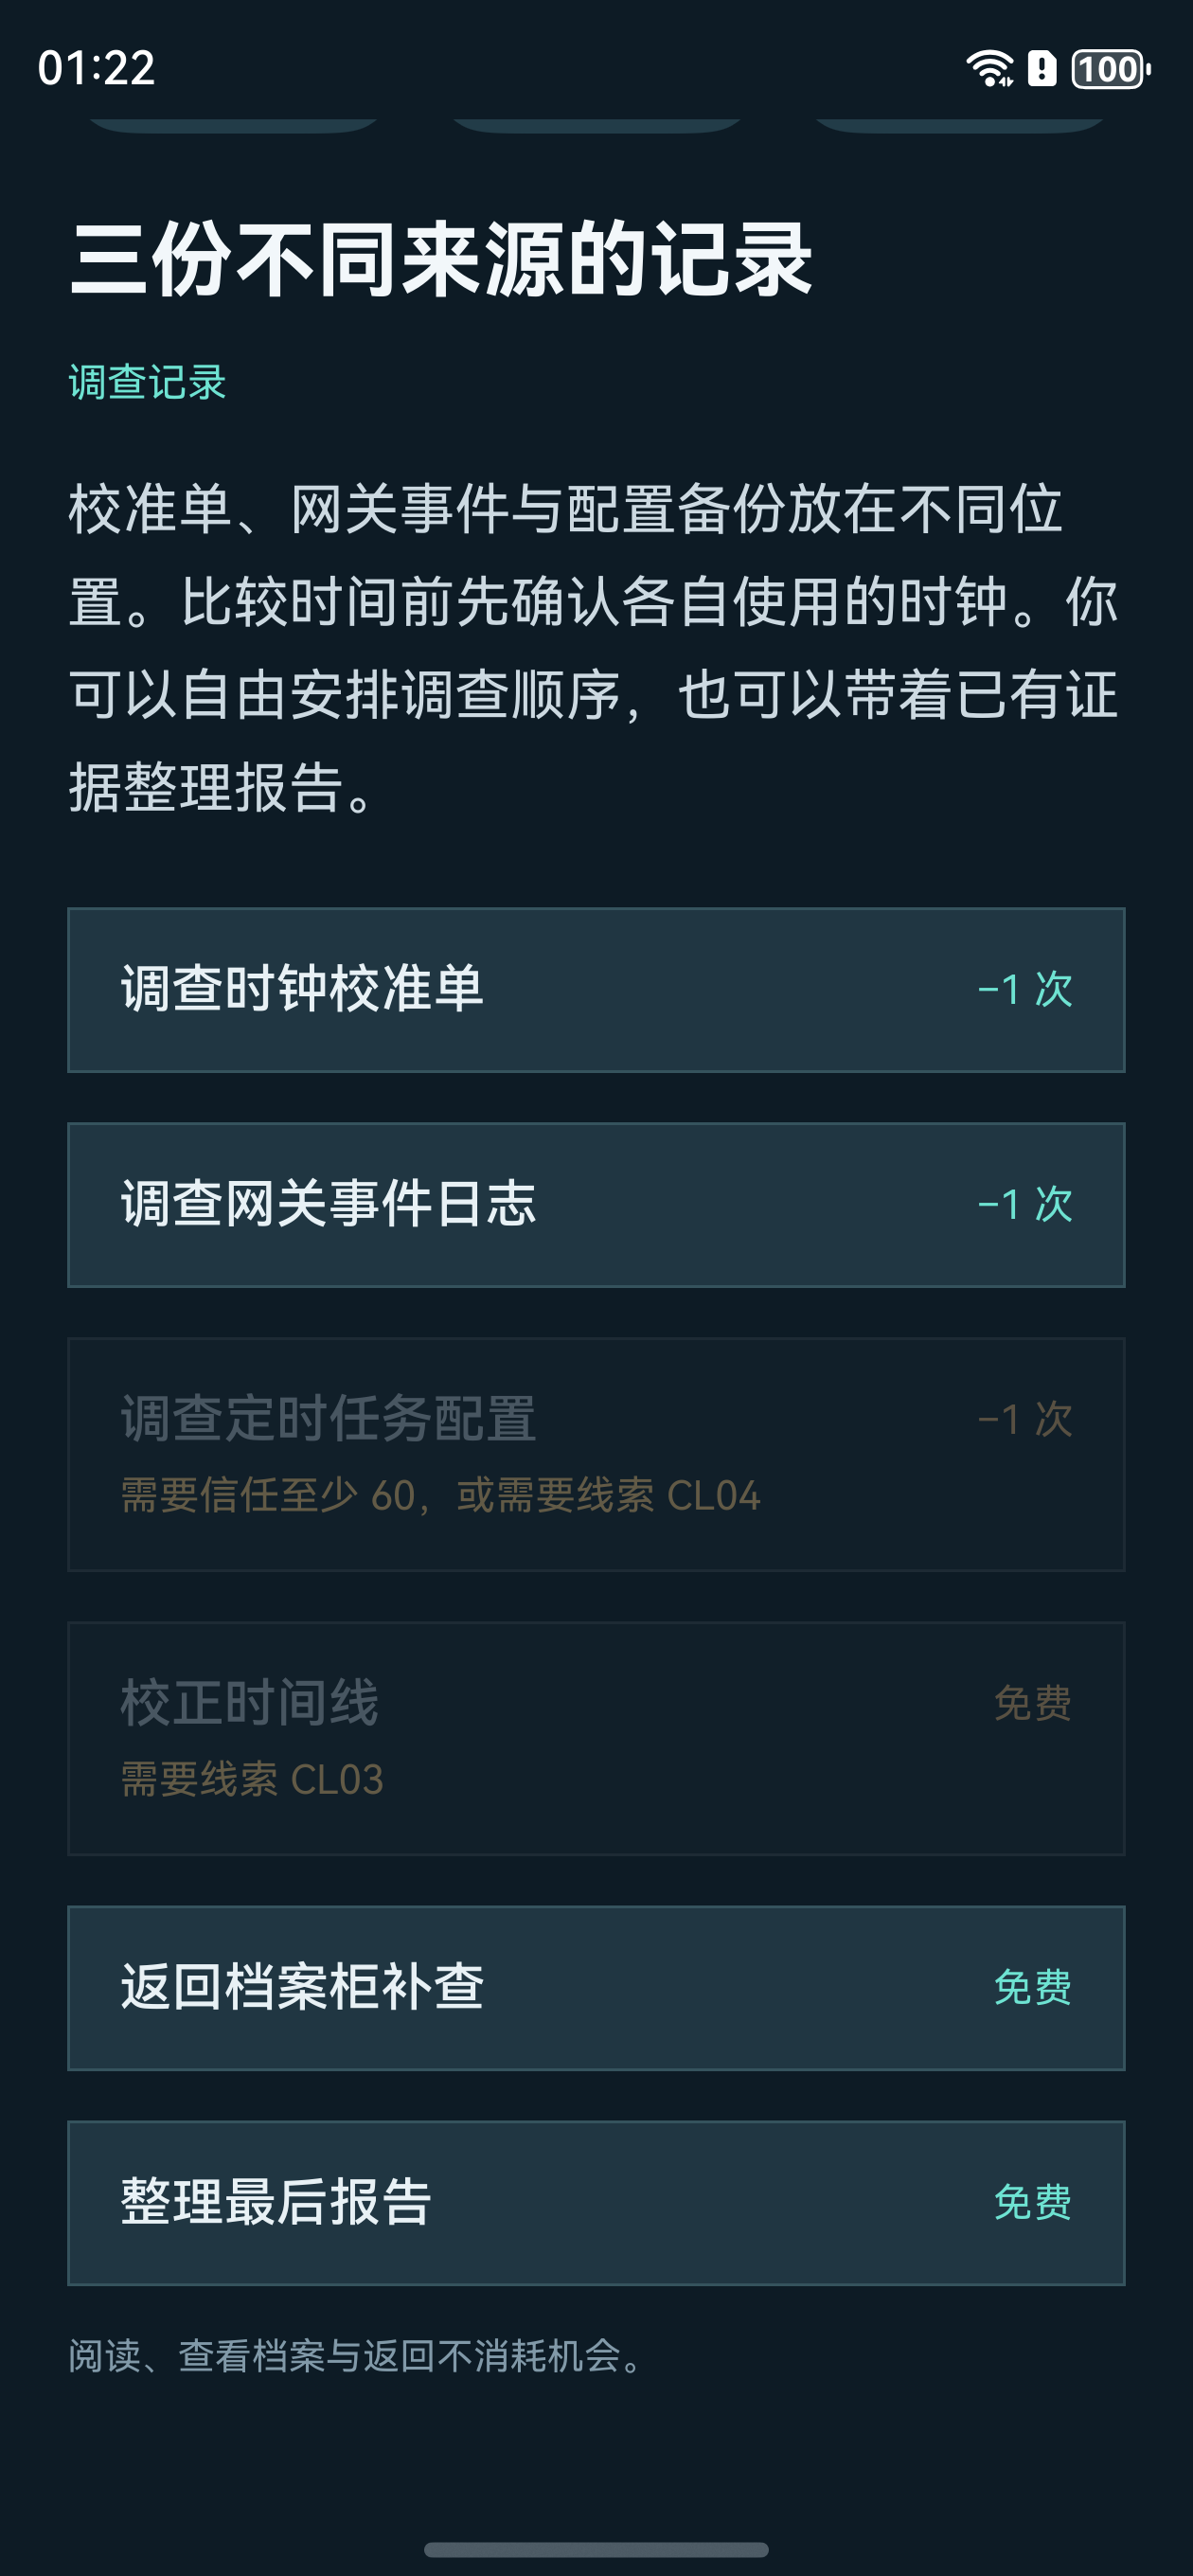 01:22
100
三份不同来源的记录
调查记录
校准单、网关事件与配置备份放在不同位
置。比较时间前先确认各自使用的时钟。你
可以自由安排调查顺序，也可以带着已有证
据整理报告。
调查时钟校准单
−1 次
调查网关事件日志
−1 次
调查定时任务配置
−1 次
需要信任至少 60，或需要线索 CL04
校正时间线
免费
需要线索 CL03
返回档案柜补查
免费
整理最后报告
免费
阅读、查看档案与返回不消耗机会。